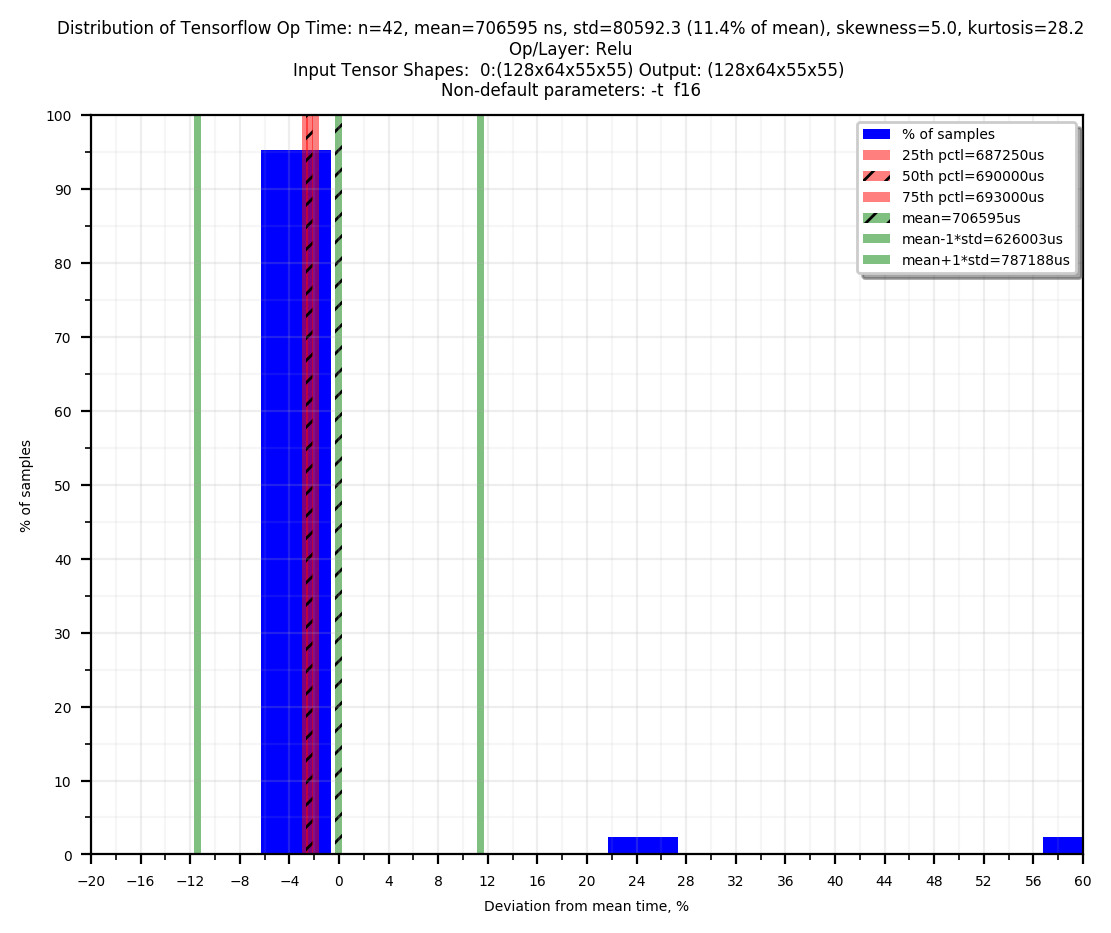 Distribution of Tensorflow Op Time: n=42, mean=706595 ns, std=80592.3 (11.4% of mean), skewness=5.0, kurtosis=28.2
Op/Layer: Relu
Input Tensor Shapes:  0:(128x64x55x55) Output: (128x64x55x55)
Non-default parameters: -t  f16
% of samples
25th pctl=687250us
50th pctl=690000us
75th pctl=693000us
mean=706595us
mean-1*std=626003us
mean+1*std=787188us
100
90
80
70
60
50
40
30
20
10
0
% of samples
−20 −16 −12 −8 −4 0 4 8 12 16 20 24 28 32 36 40 44 48 52 56 60
Deviation from mean time, %